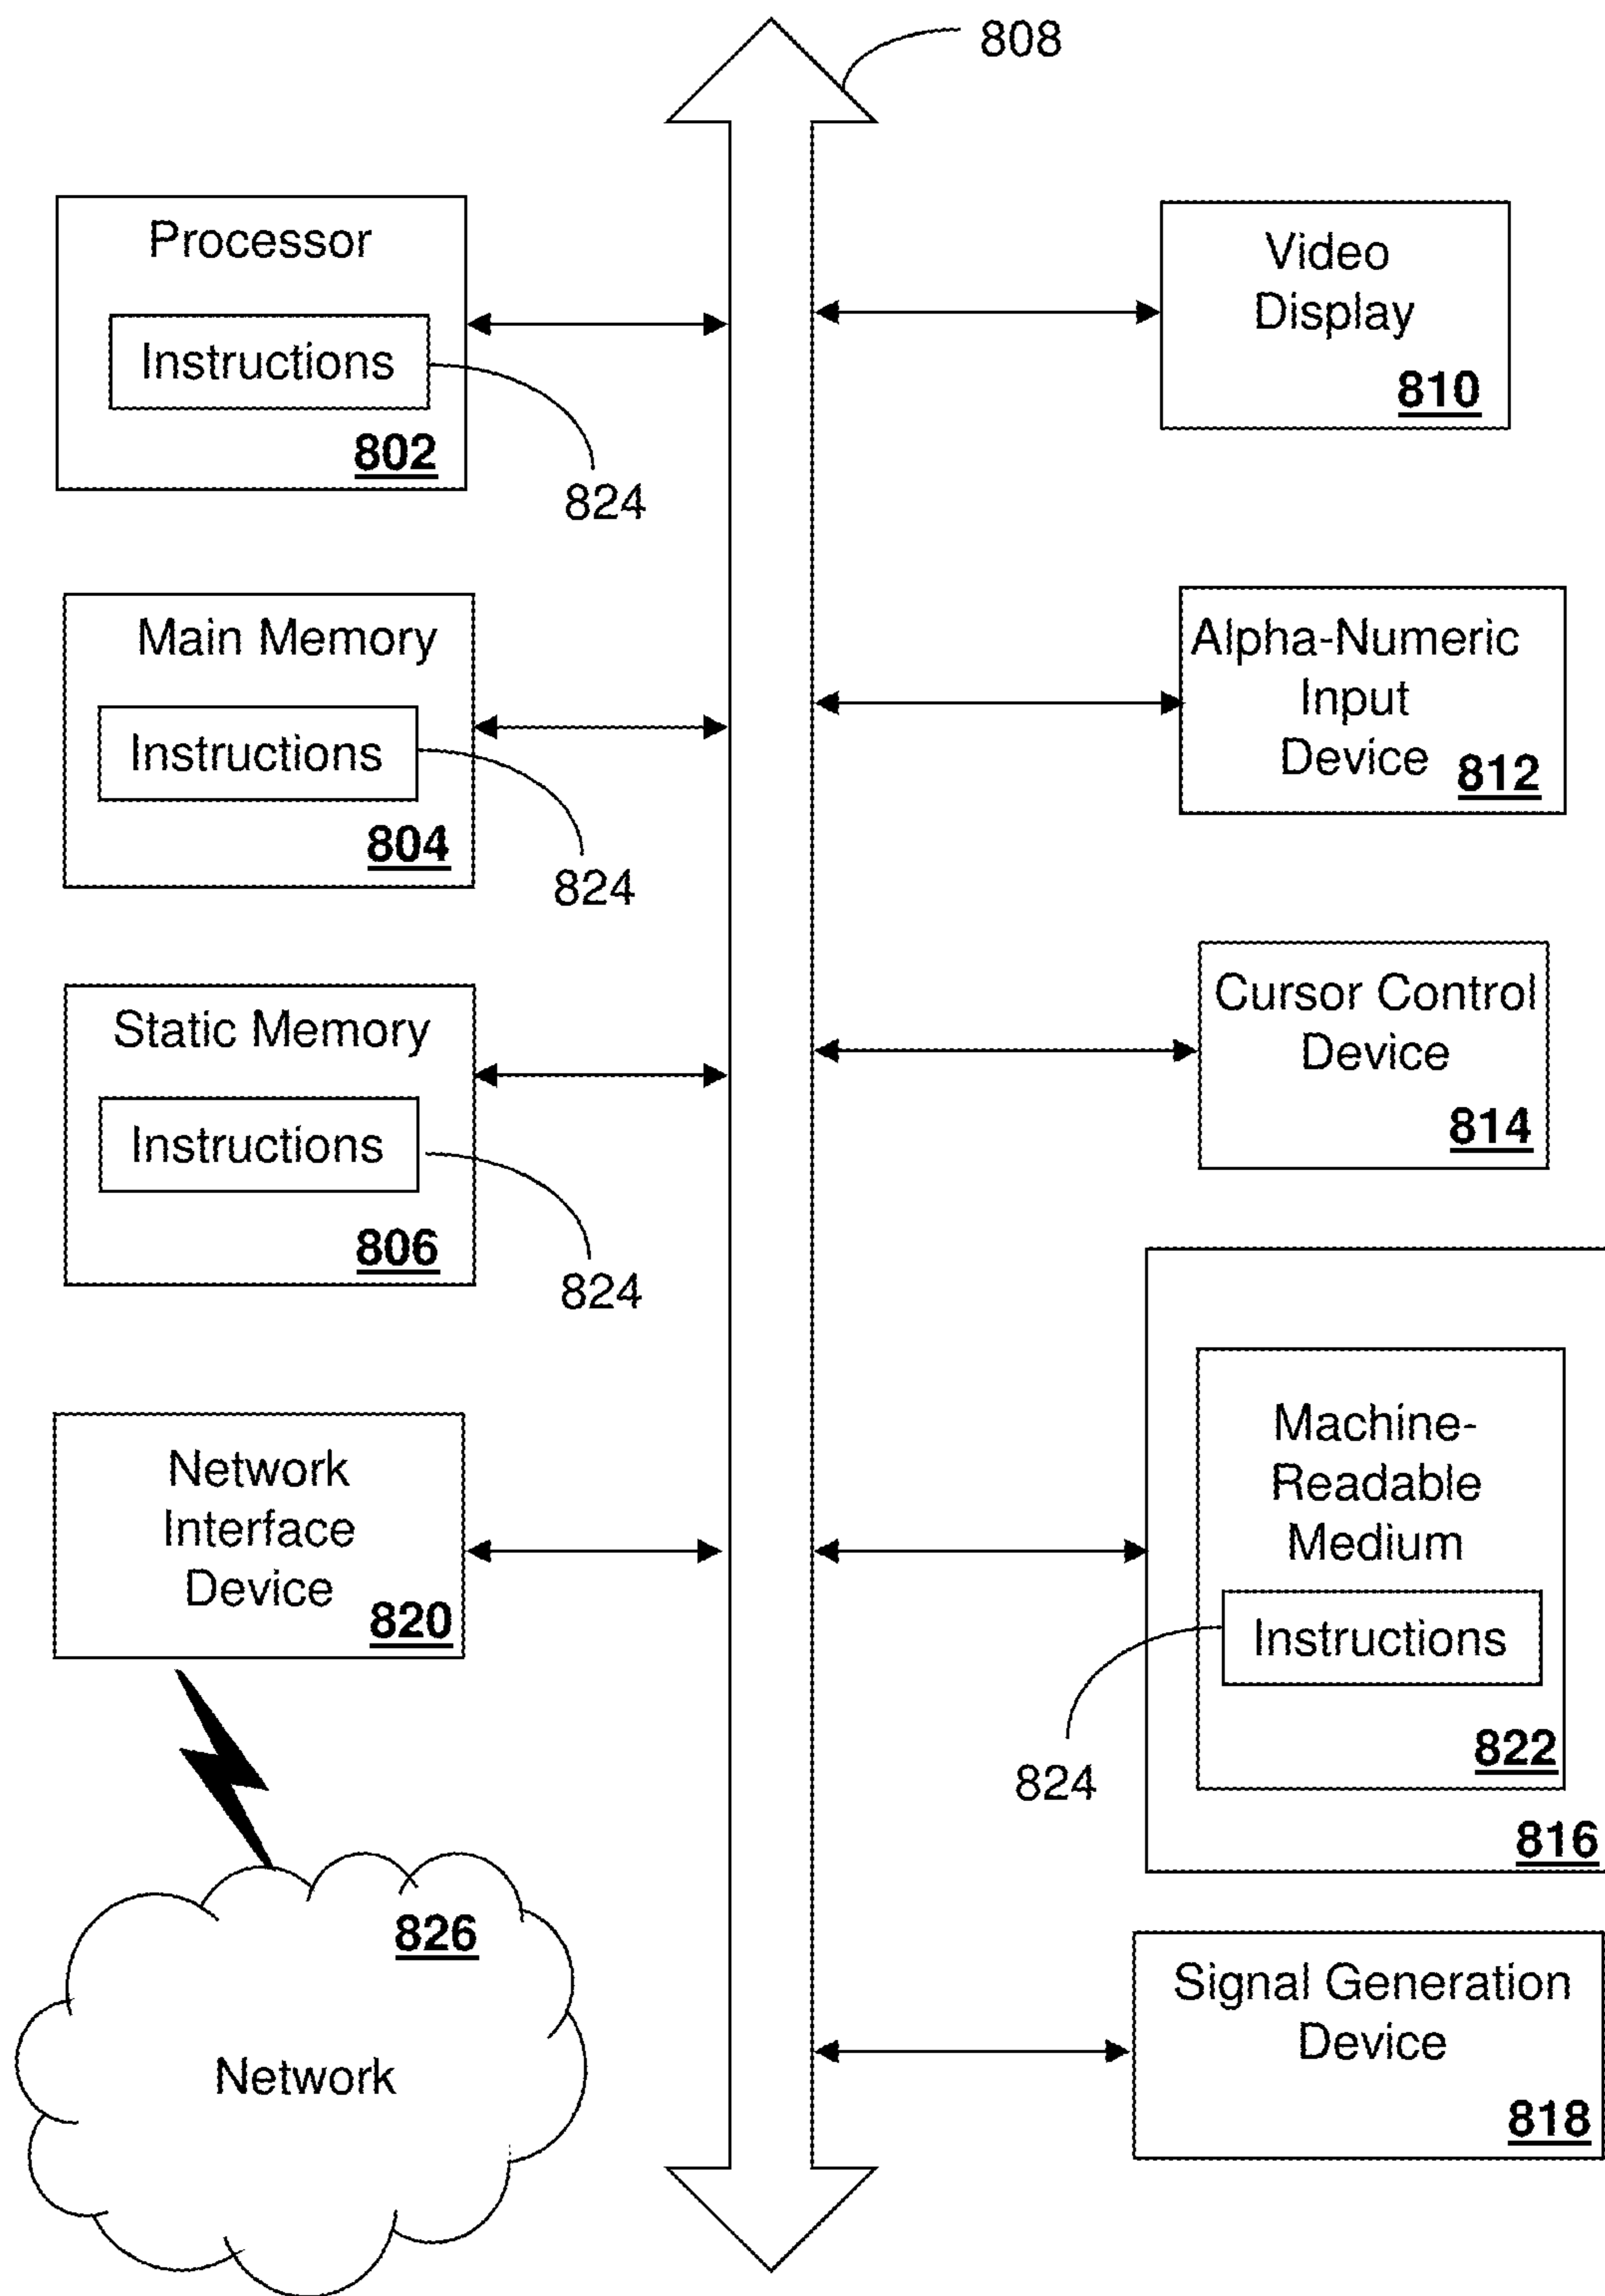 808
Processor
Instructions
802
824
Main Memory
Instructions
804
824
Static Memory
Instructions
806
824
Network
Interface
Device
820
826
Network
Video
Display
810
Alpha-Numeric
Input
Device 812
Cursor Control
Device
814
Machine-
Readable
Medium
Instructions
822
824
816
Signal Generation
Device
818